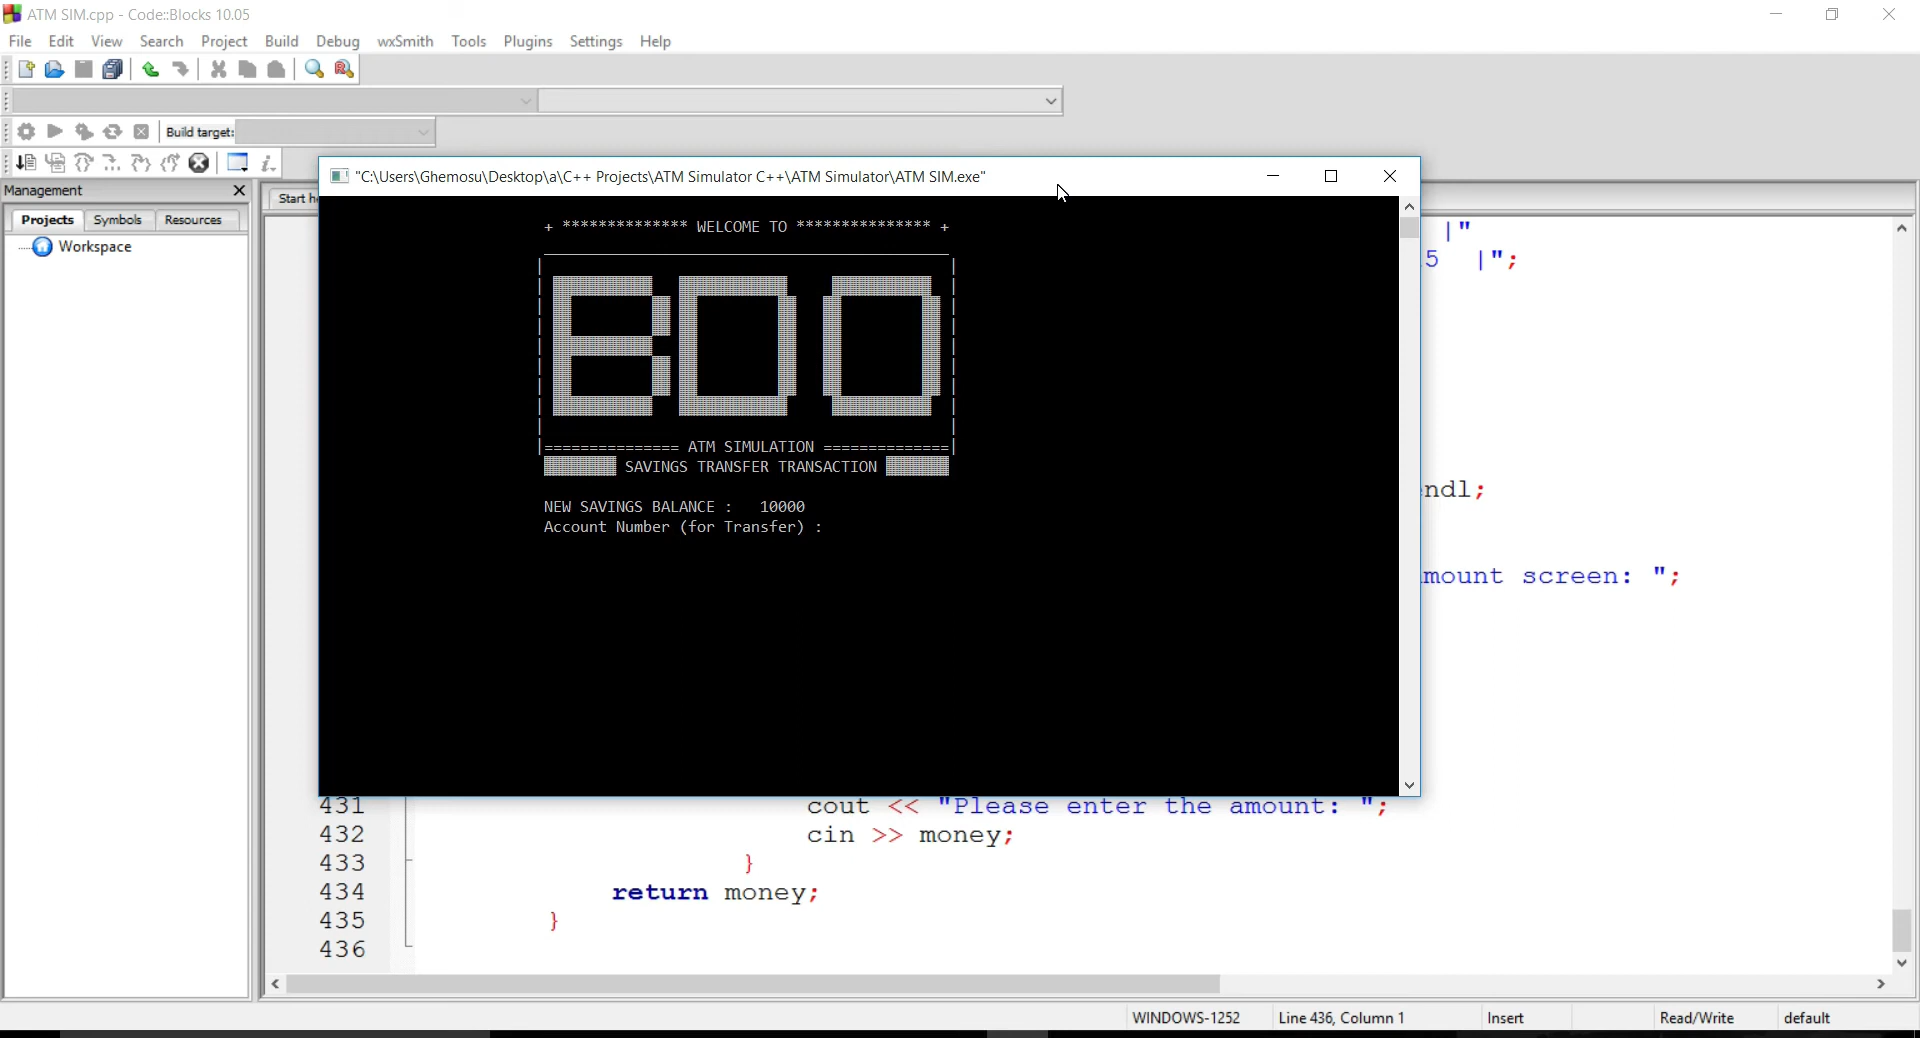 ATM SIM.cpp - Code::Blocks 10.05
File Edit View Search Project Build Debug wxSmith Tools Plugins Settings Help
Build target:
Management
Projects Symbols Resources
Workspace
Start h
"C:\Users\Ghemosu\Desktop\a\C++ Projects\ATM Simulator C++\ATM Simulator\ATM SIM.exe"
+ ************** WELCOME TO *************** +
BDO
|=============== ATM SIMULATION ==============|
SAVINGS TRANSFER TRANSACTION
NEW SAVINGS BALANCE : 10000
Account Number (for Transfer) :
|"
5 |";
ndl;
mount screen: ";
431 cout << "Please enter the amount: ";
432 cin >> money;
433 }
434 return money;
435 }
436
WINDOWS-1252 Line 436, Column 1 Insert Read/Write default